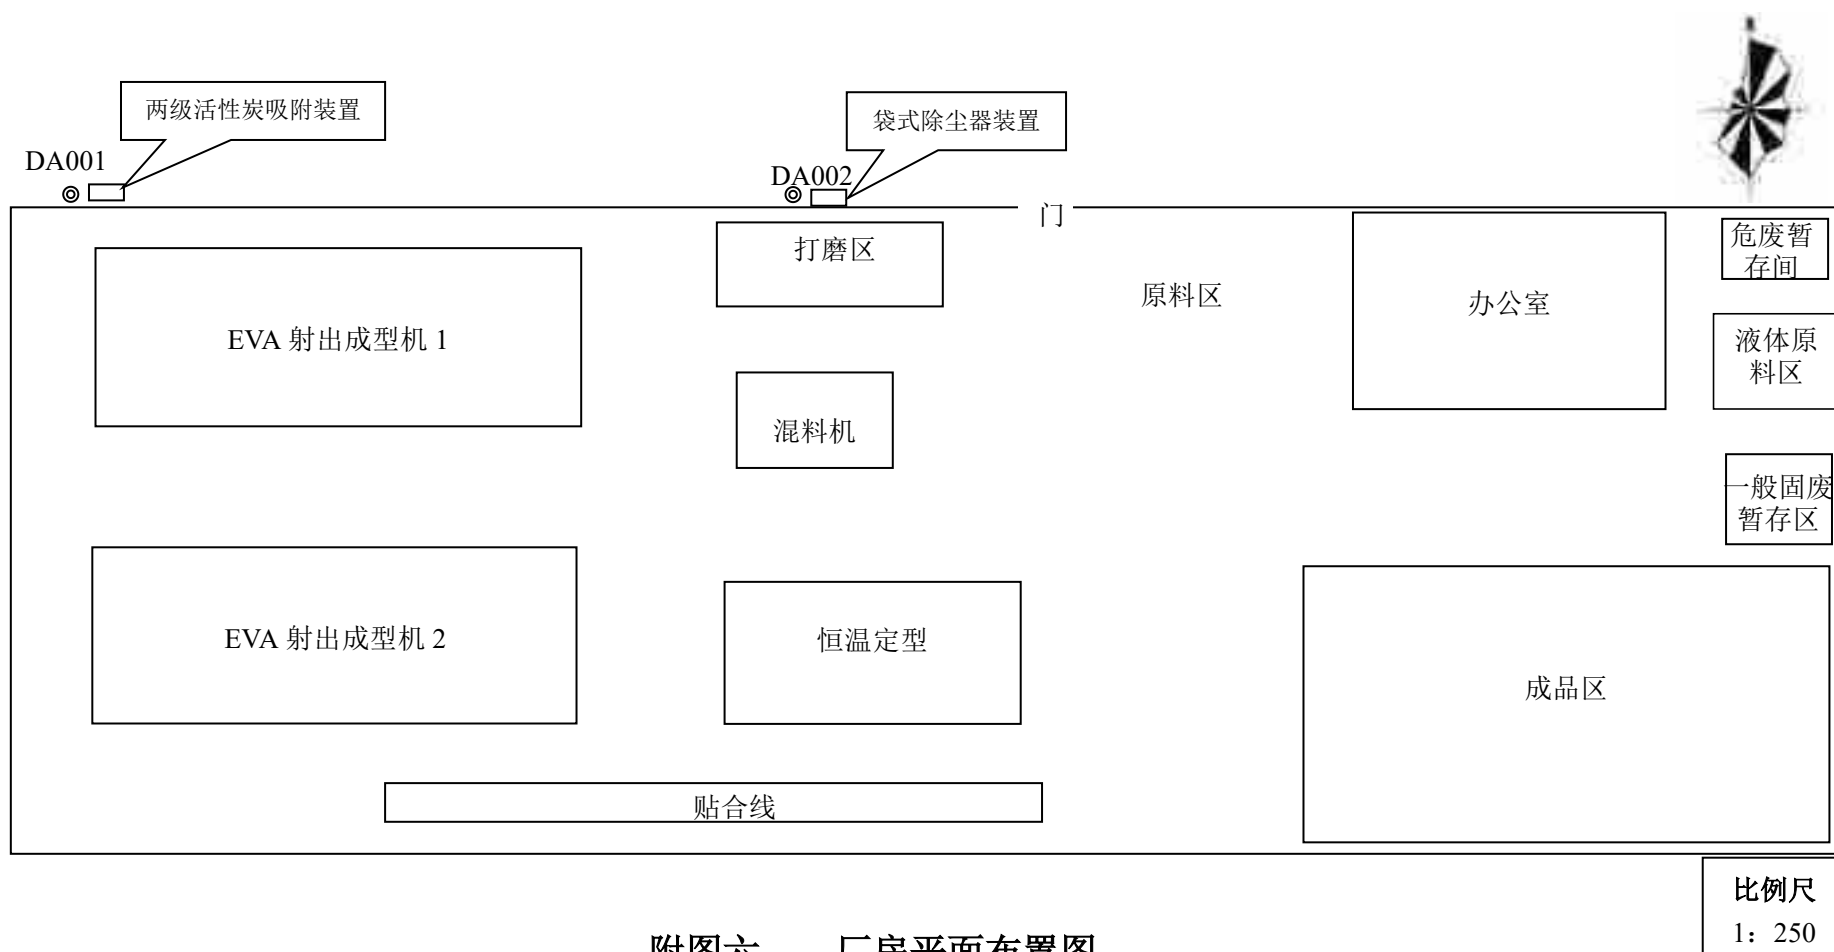 两级活性炭吸附装置
袋式除尘器装置
DA001
DA002
门
打磨区
原料区
办公室
危废暂
存间
EVA 射出成型机 1
液体原
料区
混料机
一般固废
暂存区
EVA 射出成型机 2
恒温定型
成品区
贴合线
比例尺
1：250
附图六 厂房平面布置图